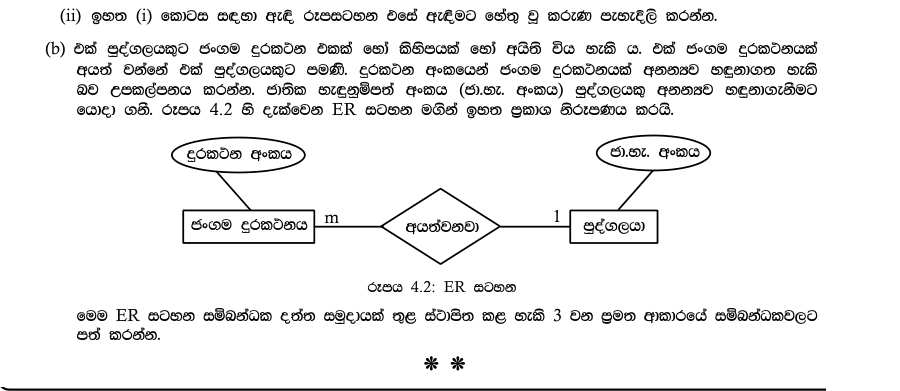 (ii) ඉහත (i) කොටස සඳහා ඇඳි රූපසටහන එසේ ඇඳීමට හේතු වූ කරුණ පැහැදිලි කරන්න.
(b) එක් පුද්ගලයකුට ජංගම දුරකථන එකක් හෝ කිහිපයක් හෝ අයිති විය හැකි ය. එක් ජංගම දුරකථනයක්
අයත් වන්නේ එක් පුද්ගලයකුට පමණි. දුරකථන අංකයෙන් ජංගම දුරකථනයක් අනන්‍යව හඳුනාගත හැකි
බව උපකල්පනය කරන්න. ජාතික හැඳුනුම්පත් අංකය (ජා.හැ. අංකය) පුද්ගලයකු අනන්‍යව හඳුනාගැනීමට
යොදා ගනී. රූපය 4.2 හි දැක්වෙන ER සටහන මගින් ඉහත ප්‍රකාශ නිරූපණය කරයි.
දුරකථන අංකය
ජා.හැ. අංකය
ජංගම දුරකථනය
m
අයත්වනවා
1
පුද්ගලයා
රූපය 4.2: ER සටහන
මෙම ER සටහන සම්බන්ධක දත්ත සමුදායක් තුළ ස්ථාපිත කළ හැකි 3 වන ප්‍රමත ආකාරයේ සම්බන්ධකවලට
පත් කරන්න.